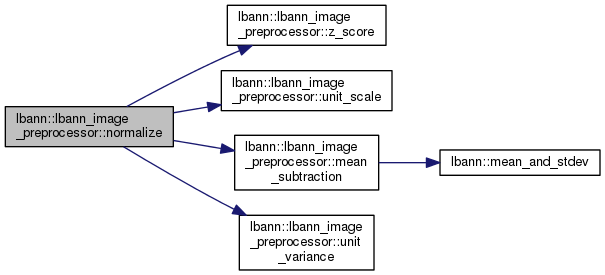 lbann::lbann_image
_preprocessor::normalize
lbann::lbann_image
_preprocessor::z_score
lbann::lbann_image
_preprocessor::unit_scale
lbann::lbann_image
_preprocessor::mean
_subtraction
lbann::mean_and_stdev
lbann::lbann_image
_preprocessor::unit
_variance